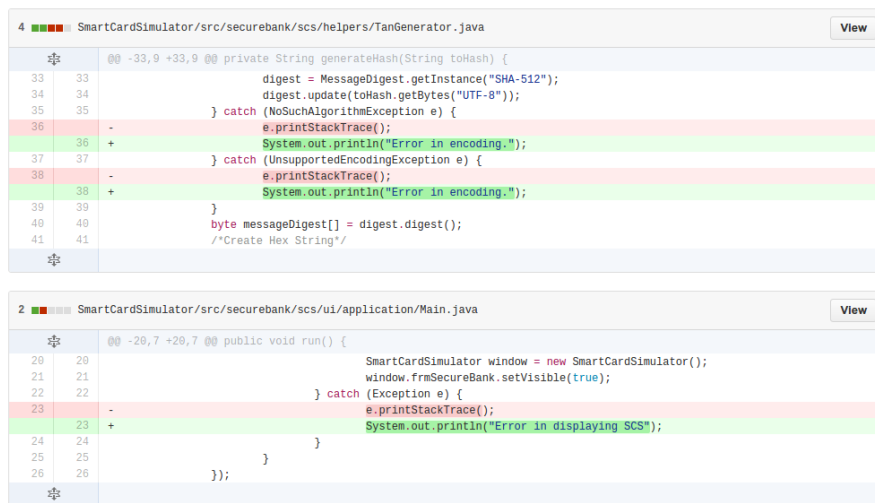 4 SmartCardSimulator/src/securebank/scs/helpers/TanGenerator.java View
@@ -33,9 +33,9 @@ private String generateHash(String toHash) {
33 33 digest = MessageDigest.getInstance("SHA-512");
34 34 digest.update(toHash.getBytes("UTF-8"));
35 35 } catch (NoSuchAlgorithmException e) {
36 - e.printStackTrace();
36 + System.out.println("Error in encoding.");
37 37 } catch (UnsupportedEncodingException e) {
38 - e.printStackTrace();
38 + System.out.println("Error in encoding.");
39 39 }
40 40 byte messageDigest[] = digest.digest();
41 41 /*Create Hex String*/
2 SmartCardSimulator/src/securebank/scs/ui/application/Main.java View
@@ -20,7 +20,7 @@ public void run() {
20 20 SmartCardSimulator window = new SmartCardSimulator();
21 21 window.frmSecureBank.setVisible(true);
22 22 } catch (Exception e) {
23 - e.printStackTrace();
23 + System.out.println("Error in displaying SCS");
24 24 }
25 25 }
26 26 });